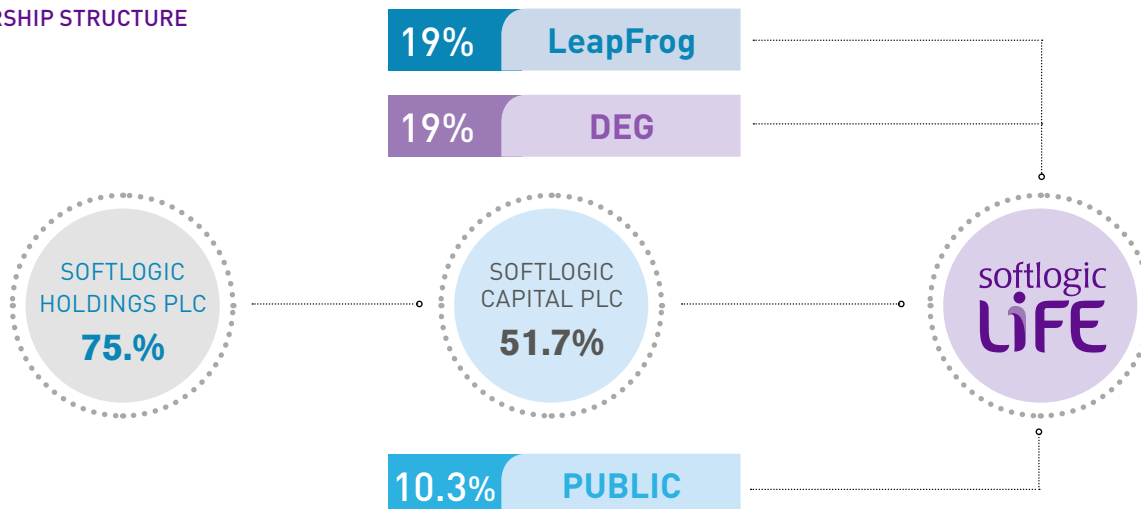 RSHIP STRUCTURE
19% LeapFrog
19% DEG
SOFTLOGIC
HOLDINGS PLC
75.%
SOFTLOGIC
CAPITAL PLC
51.7%
softlogic
LiFE
10.3% PUBLIC